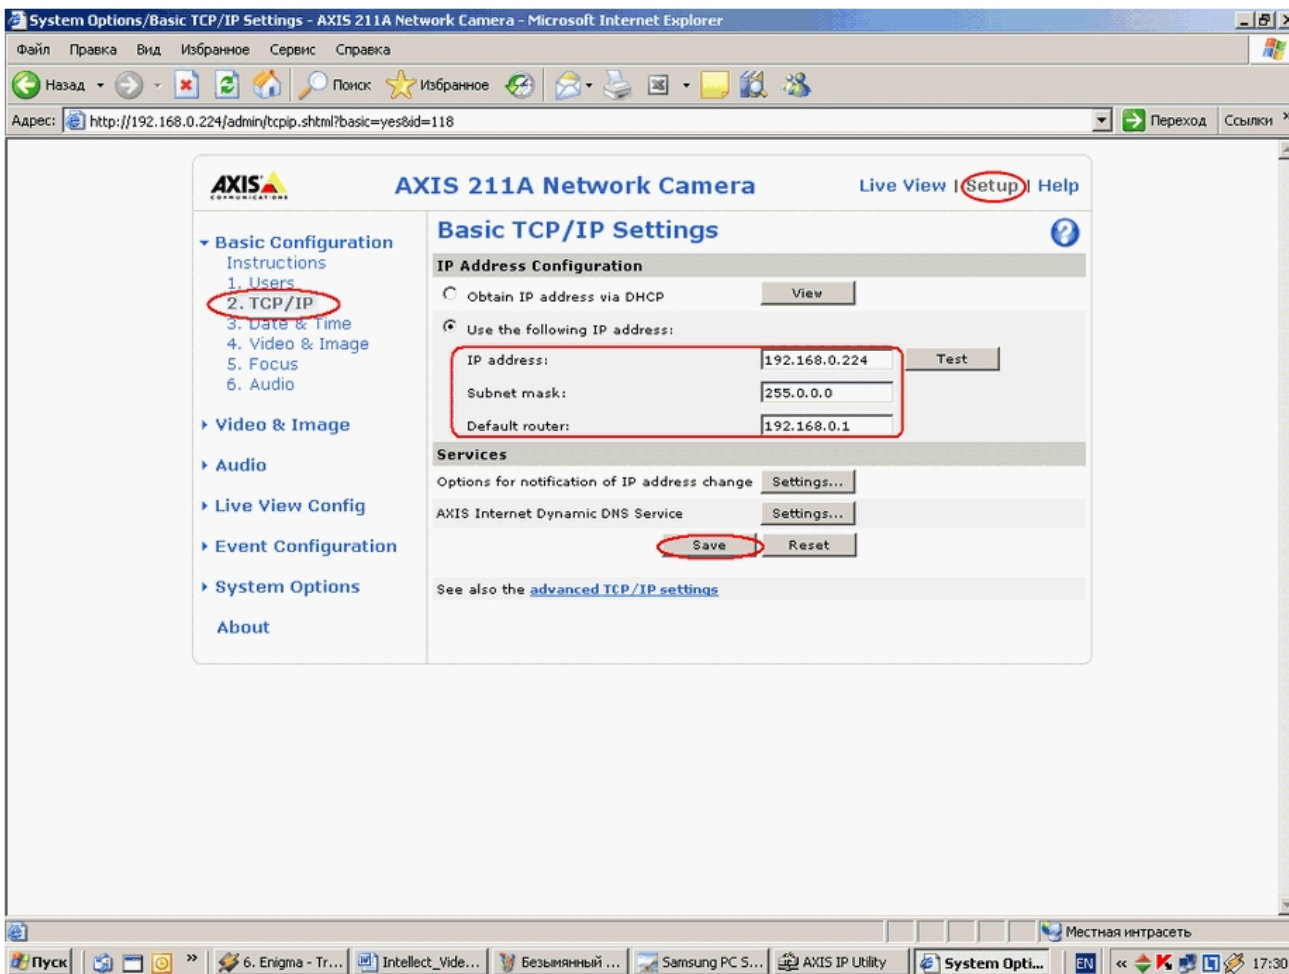 System Options/Basic TCP/IP Settings - AXIS 211A Network Camera - Microsoft Internet Explorer
Файл Правка Вид Избранное Сервис Справка
Назад Поиск Избранное
Адрес: http://192.168.0.224/admin/tcpip.shtml?basic=yes&id=118 Переход Ссылки »
AXIS
COMMUNICATIONS
AXIS 211A Network Camera
Live View | Setup | Help
Basic Configuration
Instructions
1. Users
2. TCP/IP
3. Date & Time
4. Video & Image
5. Focus
6. Audio
Video & Image
Audio
Live View Config
Event Configuration
System Options
About
Basic TCP/IP Settings
IP Address Configuration
Obtain IP address via DHCP View
Use the following IP address:
IP address: 192.168.0.224 Test
Subnet mask: 255.0.0.0
Default router: 192.168.0.1
Services
Options for notification of IP address change Settings...
AXIS Internet Dynamic DNS Service Settings...
Save Reset
See also the advanced TCP/IP settings
Местная интрасеть
Пуск » 6. Enigma - Tr... Intellect_Vide... Безымянный ... Samsung PC S... AXIS IP Utility System Opti... EN « 17:30